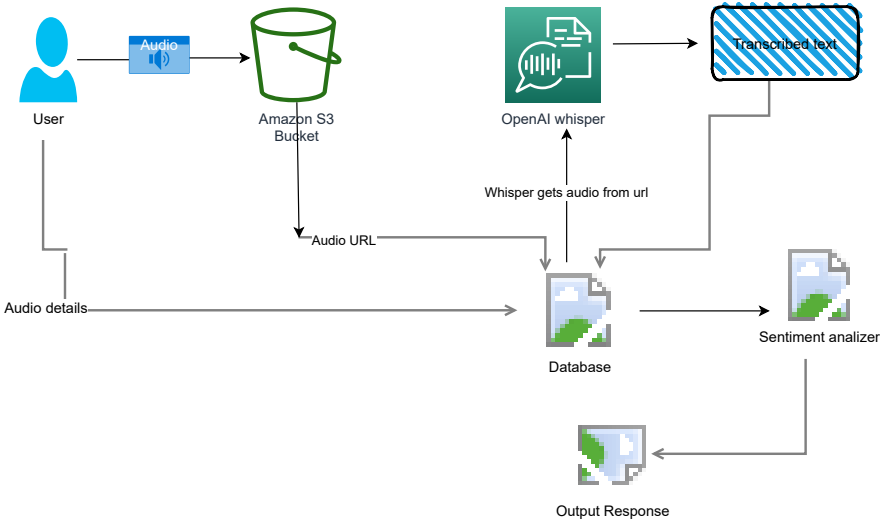 Audio
Transcribed text
User
Amazon S3
Bucket
OpenAI whisper
Whisper gets audio from url
Audio URL
Audio details
Sentiment analizer
Database
Output Response